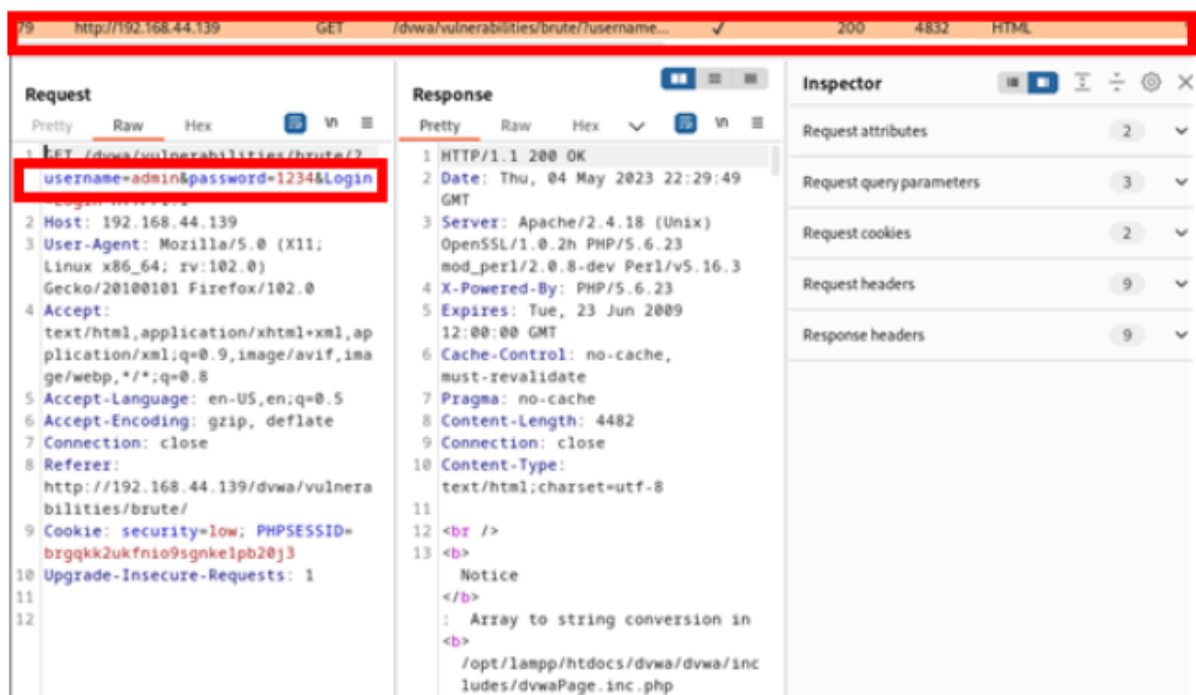 79 http://192.168.44.139 GET /dvwa/vulnerabilities/brute/?username... ✓ 200 4832 HTML
Request
Pretty Raw Hex \n
1 GET /dvwa/vulnerabilities/brute/?
username=admin&password=1234&Login
=Login HTTP/1.1
2 Host: 192.168.44.139
3 User-Agent: Mozilla/5.0 (X11;
Linux x86_64; rv:102.0)
Gecko/20100101 Firefox/102.0
4 Accept:
text/html,application/xhtml+xml,ap
plication/xml;q=0.9,image/avif,ima
ge/webp,*/*;q=0.8
5 Accept-Language: en-US,en;q=0.5
6 Accept-Encoding: gzip, deflate
7 Connection: close
8 Referer:
http://192.168.44.139/dvwa/vulnera
bilities/brute/
9 Cookie: security=low; PHPSESSID=
brgqkk2ukfnio9sgnke1pb20j3
10 Upgrade-Insecure-Requests: 1
11
12
Response
Pretty Raw Hex \n
1 HTTP/1.1 200 OK
2 Date: Thu, 04 May 2023 22:29:49
GMT
3 Server: Apache/2.4.18 (Unix)
OpenSSL/1.0.2h PHP/5.6.23
mod_perl/2.0.8-dev Perl/v5.16.3
4 X-Powered-By: PHP/5.6.23
5 Expires: Tue, 23 Jun 2009
12:00:00 GMT
6 Cache-Control: no-cache,
must-revalidate
7 Pragma: no-cache
8 Content-Length: 4482
9 Connection: close
10 Content-Type:
text/html;charset=utf-8
11
12 <br />
13 <b>
Notice
</b>
: Array to string conversion in
<b>
/opt/lampp/htdocs/dvwa/dvwa/inc
ludes/dvwaPage.inc.php
Inspector
Request attributes 2
Request query parameters 3
Request cookies 2
Request headers 9
Response headers 9